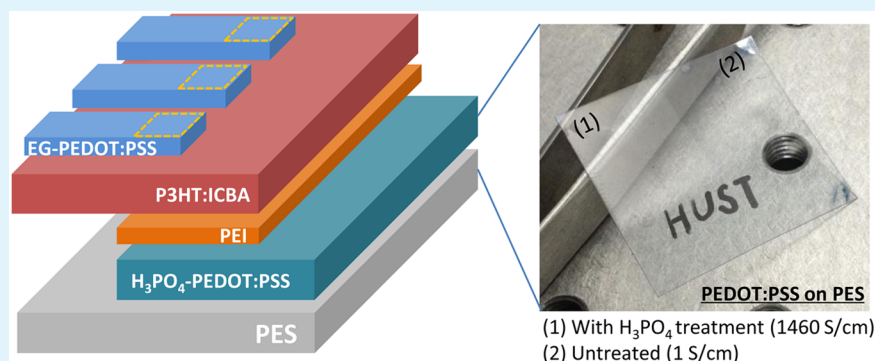 EG-PEDOT:PSS
P3HT:ICBA
PEI
H₃PO₄-PEDOT:PSS
PES
(1)
(2)
HUST
PEDOT:PSS on PES
(1) With H₃PO₄ treatment (1460 S/cm)
(2) Untreated (1 S/cm)